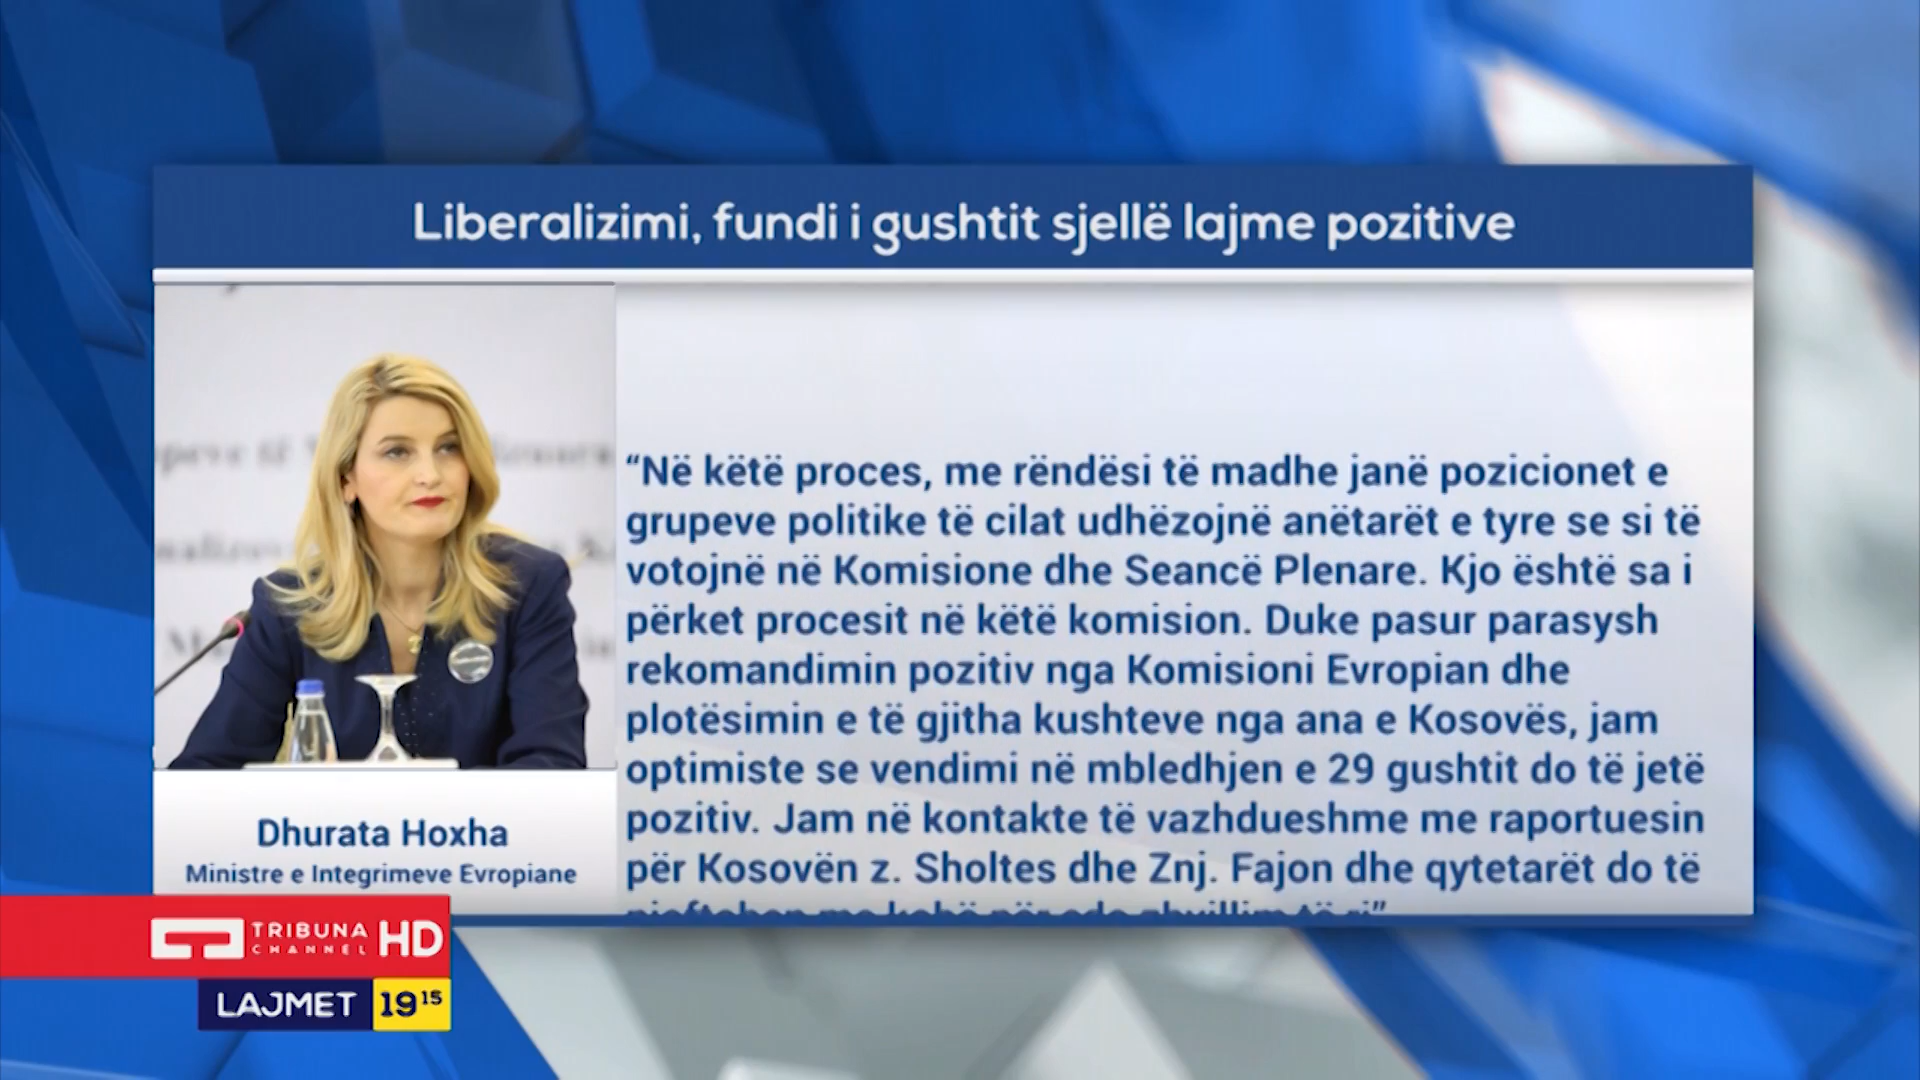 Liberalizimi, fundi i gushtit sjellë lajme pozitive
“Në këtë proces, me rëndësi të madhe janë pozicionet e
grupeve politike të cilat udhëzojnë anëtarët e tyre se si të
votojnë në Komisione dhe Seancë Plenare. Kjo është sa i
përket procesit në këtë komision. Duke pasur parasysh
rekomandimin pozitiv nga Komisioni Evropian dhe
plotësimin e të gjitha kushteve nga ana e Kosovës, jam
optimiste se vendimi në mbledhjen e 29 gushtit do të jetë
pozitiv. Jam në kontakte të vazhdueshme me raportuesin
për Kosovën z. Sholtes dhe Znj. Fajon dhe qytetarët do të
Dhurata Hoxha
Ministre e Integrimeve Evropiane
TRIBUNA
CHANNEL
HD
LAJMET 1915